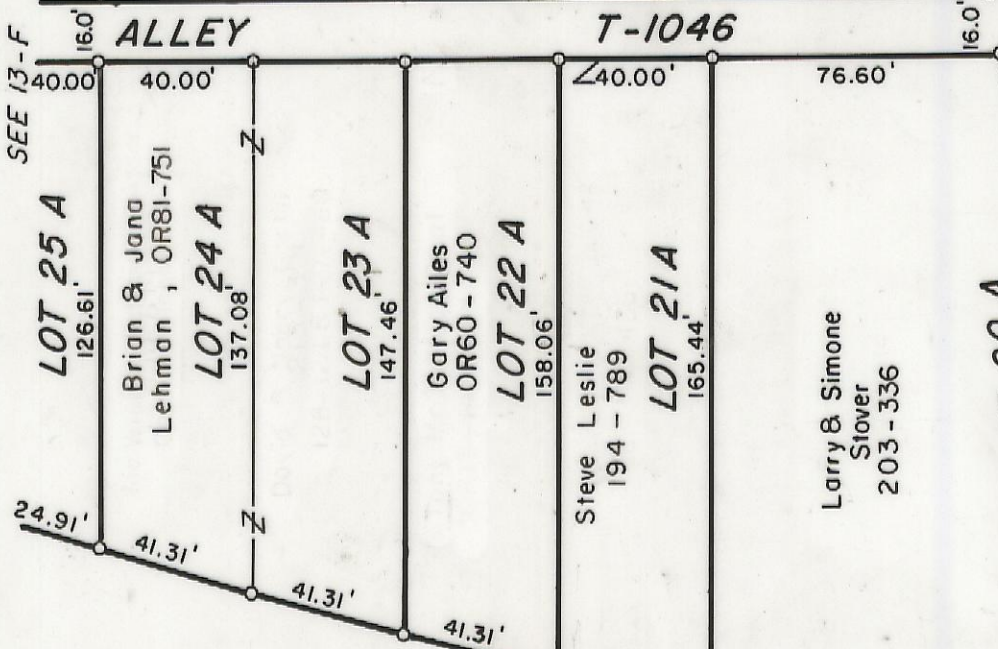 ALLEY
T-1046
SEE 13-F
16.0'
16.0'
40.00'
40.00'
40.00'
76.60'
LOT 25 A
126.61'
Brian & Jana
Lehman , OR81-751
LOT 24 A
137.08'
Z
Z
LOT 23 A
147.46'
Gary Ailes
OR60-740
LOT 22 A
158.06'
Steve Leslie
194-789
LOT 21 A
165.44'
Larry & Simone
Stover
203-336
24.91'
41.31'
41.31'
41.31'